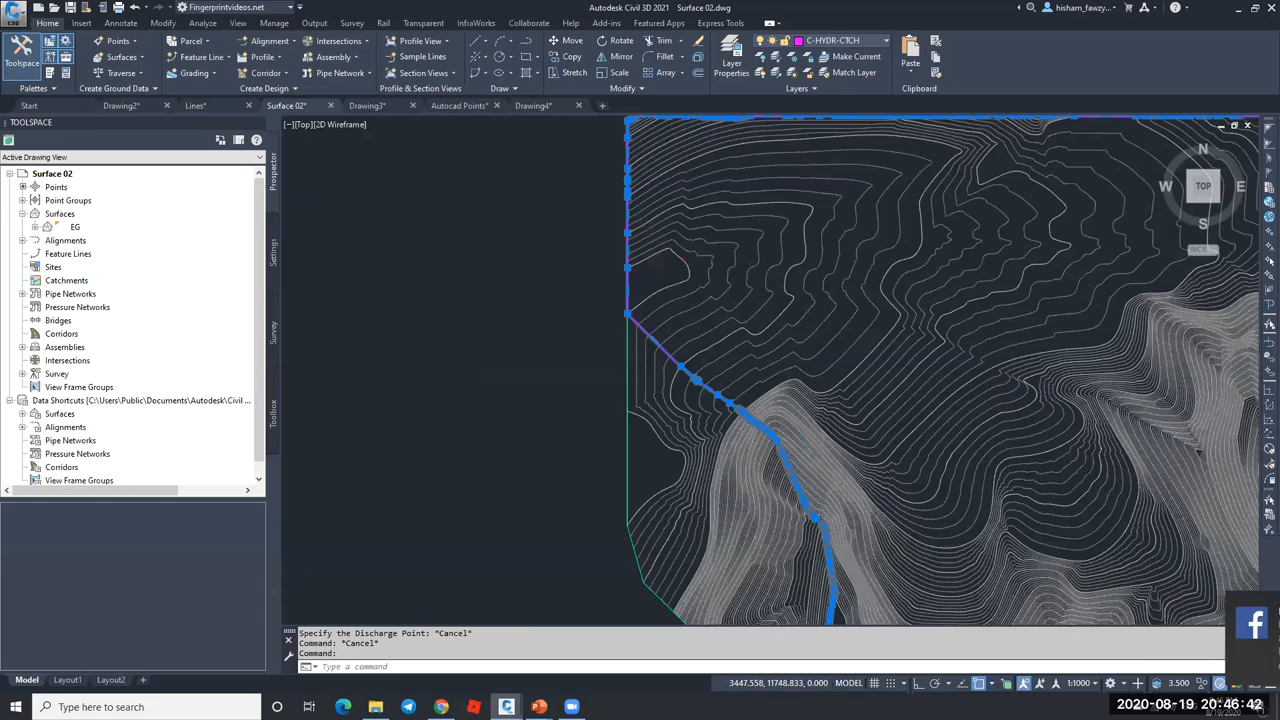 C3D Fingerprintvideos.net Autodesk Civil 3D 2021 Surface 02.dwg hisham_fawzy...
Home Insert Annotate Modify Analyze View Manage Output Survey Rail Transparent InfraWorks Collaborate Help Add-ins Featured Apps Express Tools
Points Parcel Alignment Intersections Profile View Move Rotate Trim C-HYDR-CTCH
Toolspace Surfaces Feature Line Profile Assembly Sample Lines Copy Mirror Fillet Layer Properties Make Current Paste
Traverse Grading Corridor Pipe Network Section Views Stretch Scale Array Match Layer
Palettes Create Ground Data Create Design Profile & Section Views Draw Modify Layers Clipboard
Start Drawing2* Lines* Surface 02* Drawing3* Autocad Points* Drawing4*
TOOLSPACE
[−][Top][2D Wireframe]
Active Drawing View
Surface 02
Points
Point Groups
Surfaces
EG
Alignments
Feature Lines
Sites
Catchments
Pipe Networks
Pressure Networks
Bridges
Corridors
Assemblies
Intersections
Survey
View Frame Groups
Data Shortcuts [C:\Users\Public\Documents\Autodesk\Civil ...
Surfaces
Alignments
Pipe Networks
Pressure Networks
Corridors
View Frame Groups
Prospector
Settings
Survey
Toolbox
N
W TOP E
S
WCS
Specify the Discharge Point: *Cancel*
Command: *Cancel*
Command:
Type a command
Model Layout1 Layout2
3447.558, 11748.833, 0.000 MODEL 1:1000 3.500
Type here to search
2020-08-19 20:46:42